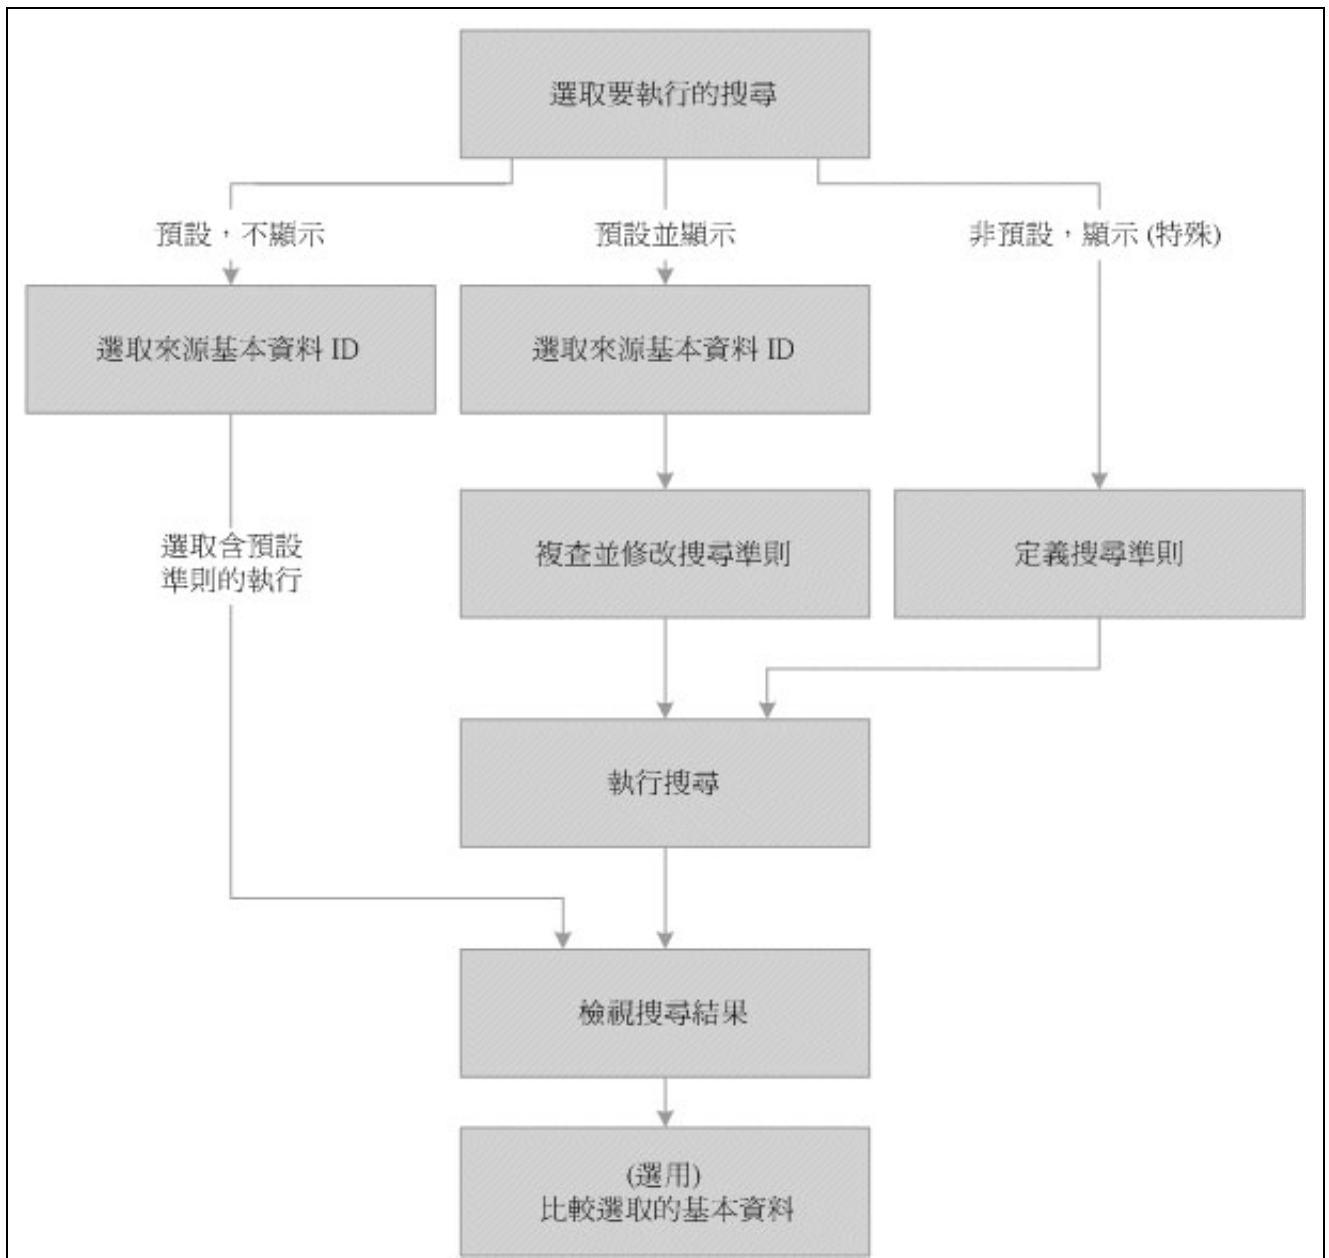 選取要執行的搜尋
預設，不顯示
預設並顯示
非預設，顯示 (特殊)
選取來源基本資料 ID
選取來源基本資料 ID
選取含預設
準則的執行
複查並修改搜尋準則
定義搜尋準則
執行搜尋
檢視搜尋結果
(選用)
比較選取的基本資料